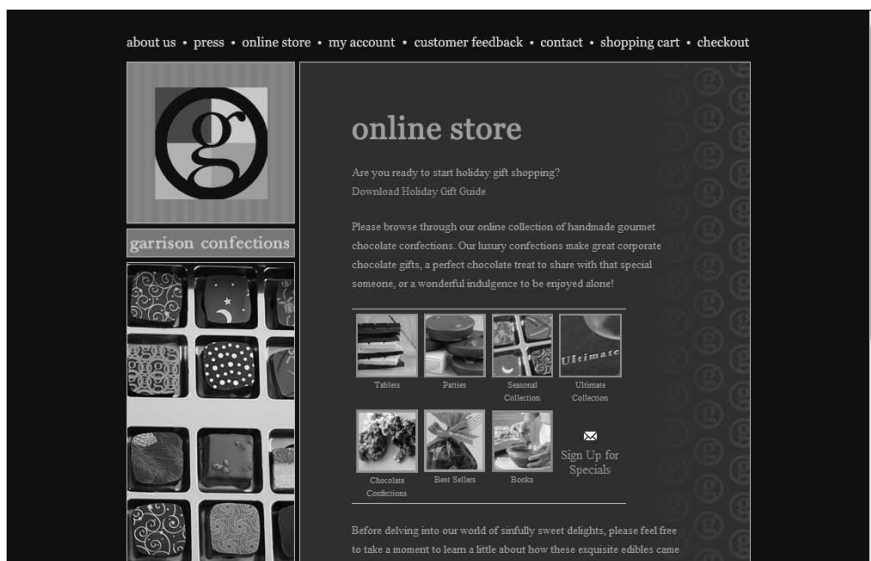 about us • press • online store • my account • customer feedback • contact • shopping cart • checkout
g
garrison confections
online store
Are you ready to start holiday gift shopping?
Download Holiday Gift Guide
Please browse through our online collection of handmade gourmet
chocolate confections. Our luxury confections make great corporate
chocolate gifts, a perfect chocolate treat to share with that special
someone, or a wonderful indulgence to be enjoyed alone!
Ultimate
Tablets
Patties
Seasonal
Collection
Ultimate
Collection
Chocolate
Confictions
Best Sellers
Books
Sign Up for
Specials
Before delving into our world of sinfully sweet delights, please feel free
to take a moment to learn a little about how these exquisite edibles came